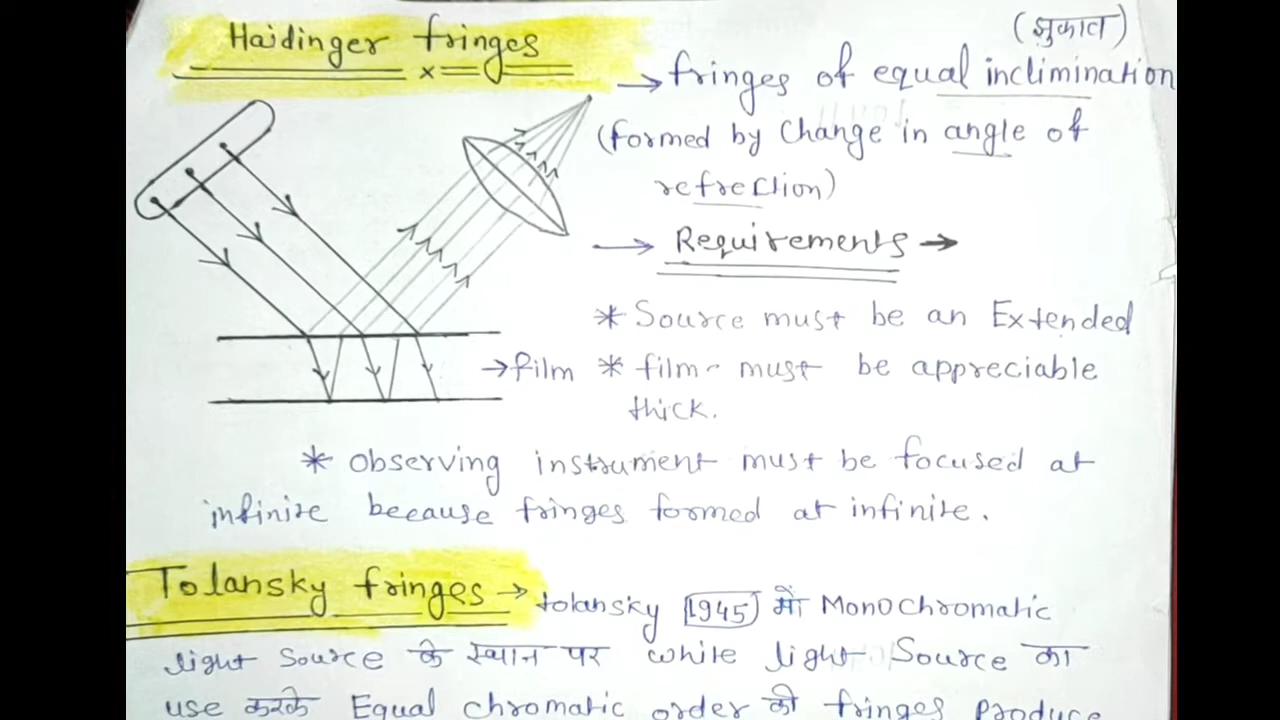 Haidinger fringes
(झुकाव)
→ fringes of equal inclimination
(formed by change in angle of
refrection)
→ Requirements →
* Source must be an Extended
→ film * film must be appreciable
thick.
* observing instrument must be focused at
infinite because fringes formed at infinite.
Tolansky fringes → tolansky 1945 में Monochromatic
light source के स्थान पर while light Source का
use करके Equal chromatic order की fringes produce